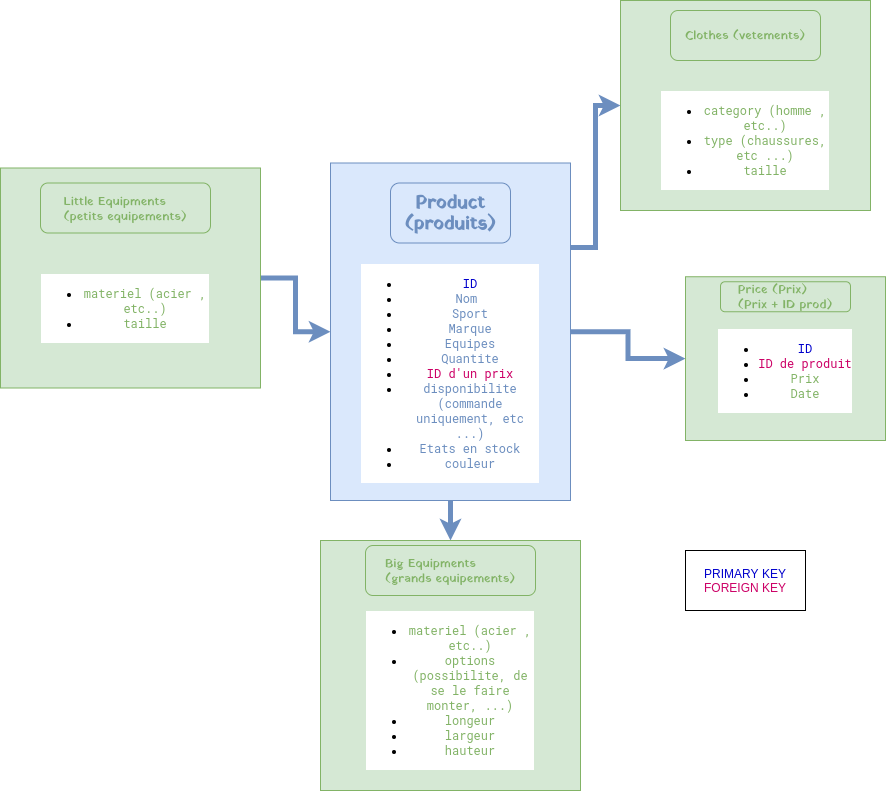 Clothes (vetements)
category (homme ,
etc..)
type (chaussures,
etc ...)
taille
Little Equipments
(petits equipements)
materiel (acier ,
etc..)
taille
Product
(produits)
ID
Nom
Sport
Marque
Equipes
Quantite
ID d'un prix
disponibilite
(commande
uniquement, etc
...)
Etats en stock
couleur
Price (Prix)
(Prix + ID prod)
ID
ID de produit
Prix
Date
Big Equipments
(grands equipements)
materiel (acier ,
etc..)
options
(possibilite, de
se le faire
monter, ...)
longeur
largeur
hauteur
PRIMARY KEY
FOREIGN KEY